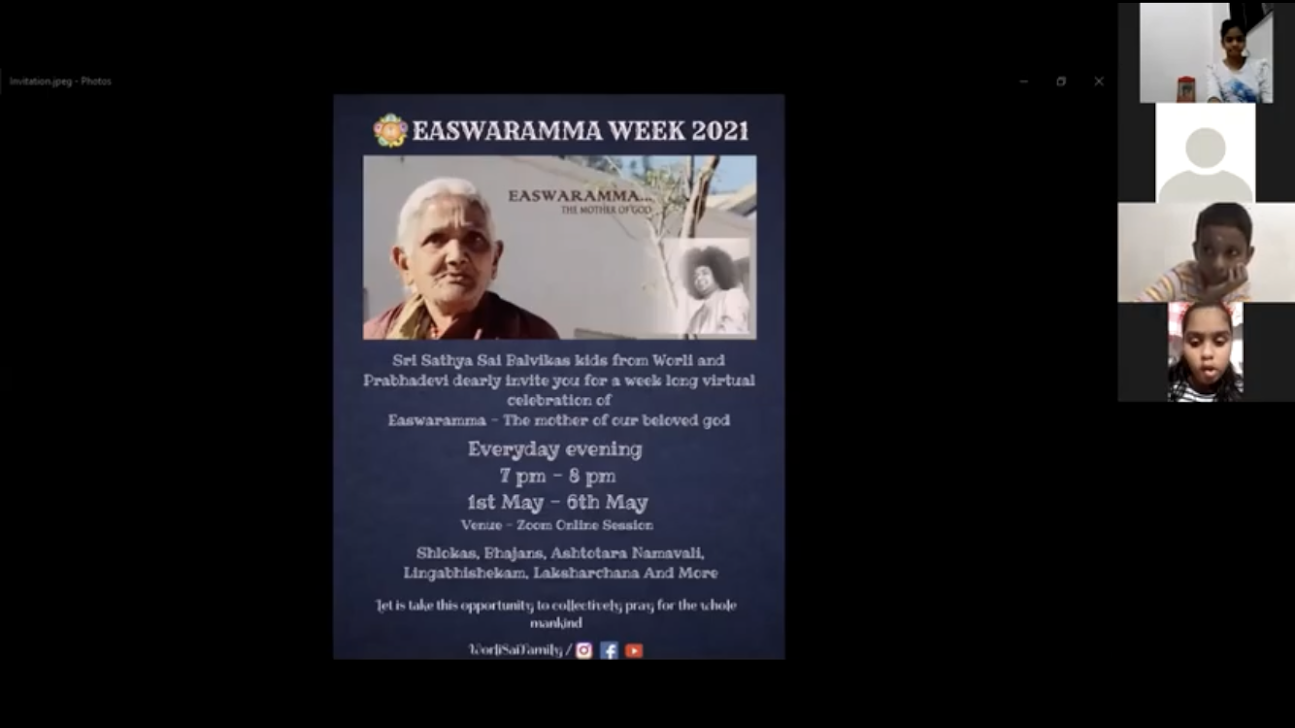 Invitation.jpeg - Photos
EASWARAMMA WEEK 2021
EASWARAMMA...
THE MOTHER OF GOD
Sri Sathya Sai Balvikas kids from Worli and
Prabhadevi dearly invite you for a week long virtual
celebration of
Easwaramma - The mother of our beloved god
Everyday evening
7 pm - 8 pm
1st May - 6th May
Venue - Zoom Online Session
Shlokas, Bhajans, Ashtotara Namavali,
Lingabhishekam, Laksharchana And More
Let is take this opportunity to collectively pray for the whole
mankind
WorliSaiFamily /